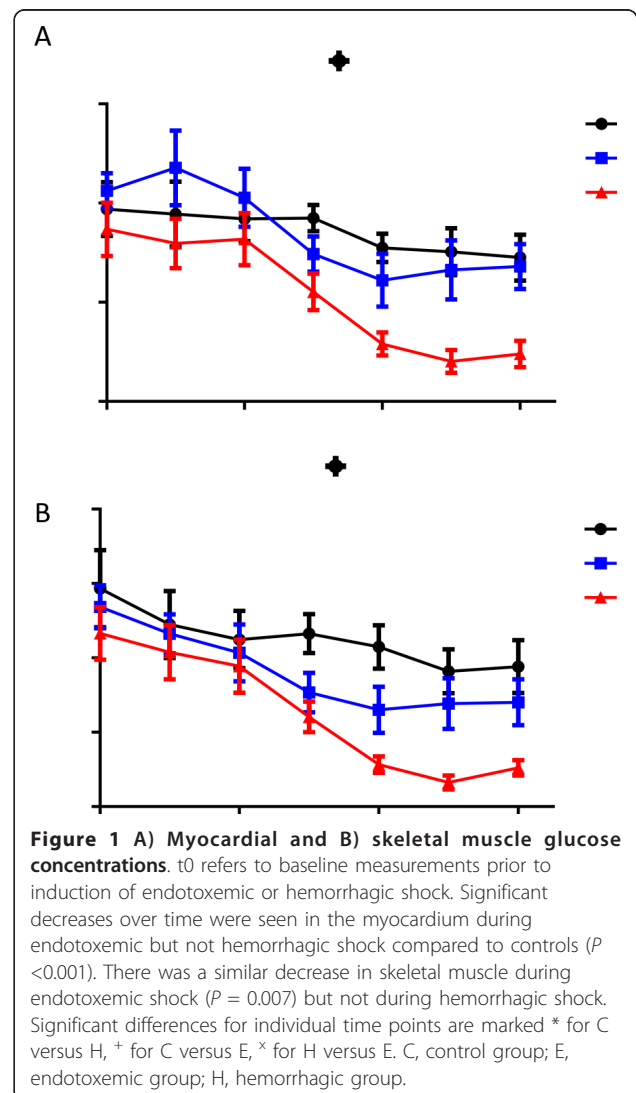 A
B
Figure 1 A) Myocardial and B) skeletal muscle glucose
concentrations. t0 refers to baseline measurements prior to
induction of endotoxemic or hemorrhagic shock. Significant
decreases over time were seen in the myocardium during
endotoxemic but not hemorrhagic shock compared to controls (P
<0.001). There was a similar decrease in skeletal muscle during
endotoxemic shock (P = 0.007) but not during hemorrhagic shock.
Significant differences for individual time points are marked * for C
versus H, + for C versus E, x for H versus E. C, control group; E,
endotoxemic group; H, hemorrhagic group.